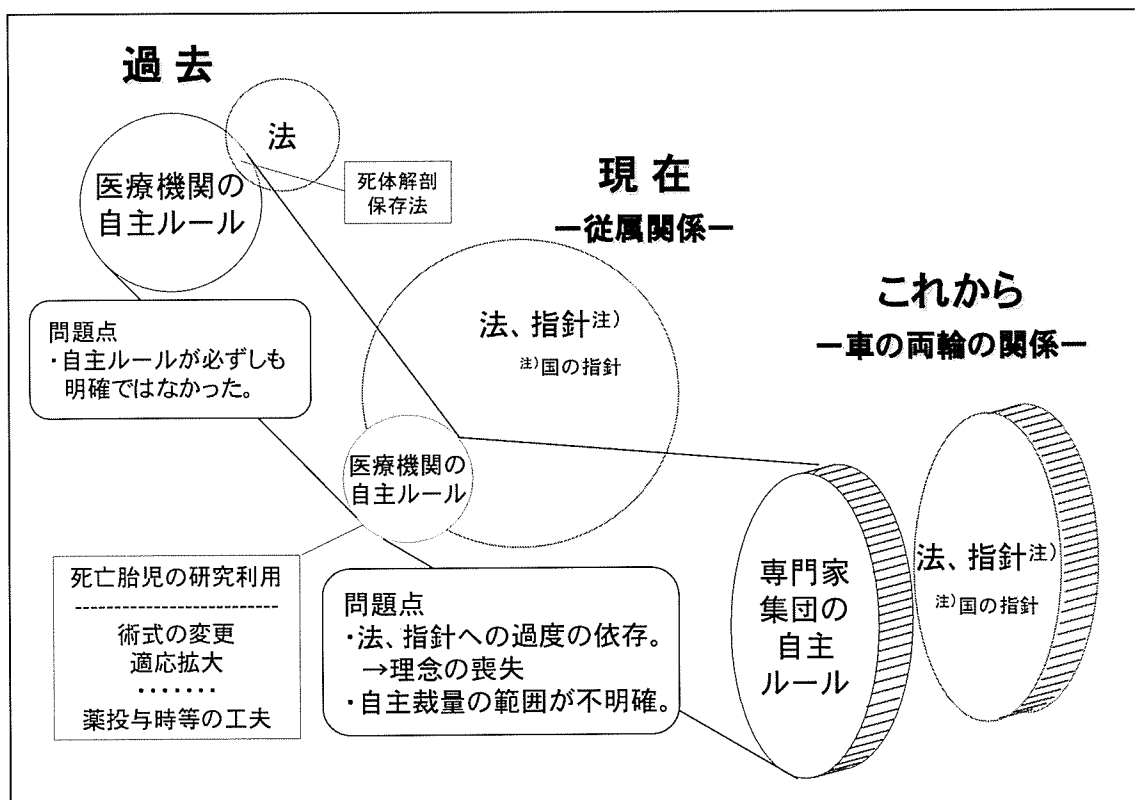 過去
法
医療機関の
自主ルール
死体解剖
保存法
問題点
・自主ルールが必ずしも
明確ではなかった。
現在
ー従属関係ー
法、指針注）
注）国の指針
医療機関の
自主ルール
死亡胎児の研究利用
術式の変更
適応拡大
・・・・・・・
薬投与時等の工夫
問題点
・法、指針への過度の依存。
→理念の喪失
・自主裁量の範囲が不明確。
これから
ー車の両輪の関係ー
専門家
集団の
自主
ルール
法、指針注）
注）国の指針